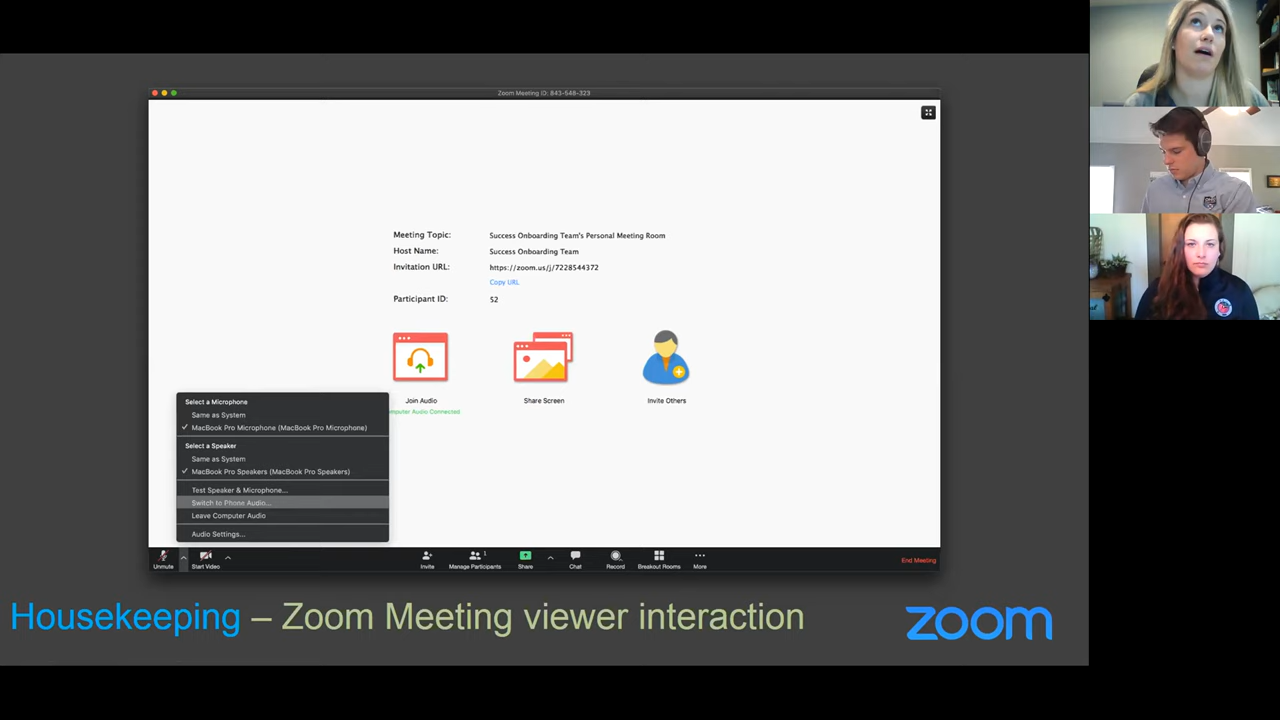 Zoom Meeting ID: 843-546-323
Meeting Topic: Success Onboarding Team's Personal Meeting Room
Host Name: Success Onboarding Team
Invitation URL: https://zoom.us/j/7228544372
Copy URL
Participant ID: 52
Join Audio Share Screen Invite Others
mputer Audio Connected
Select a Microphone
Same as System
✓ MacBook Pro Microphone (MacBook Pro Microphone)
Select a Speaker
Same as System
✓ MacBook Pro Speakers (MacBook Pro Speakers)
Test Speaker & Microphone...
Switch to Phone Audio...
Leave Computer Audio
Audio Settings...
1
Unmute Start Video Invite Manage Participants Share Chat Record Breakout Rooms More End Meeting
Housekeeping – Zoom Meeting viewer interaction
zoom